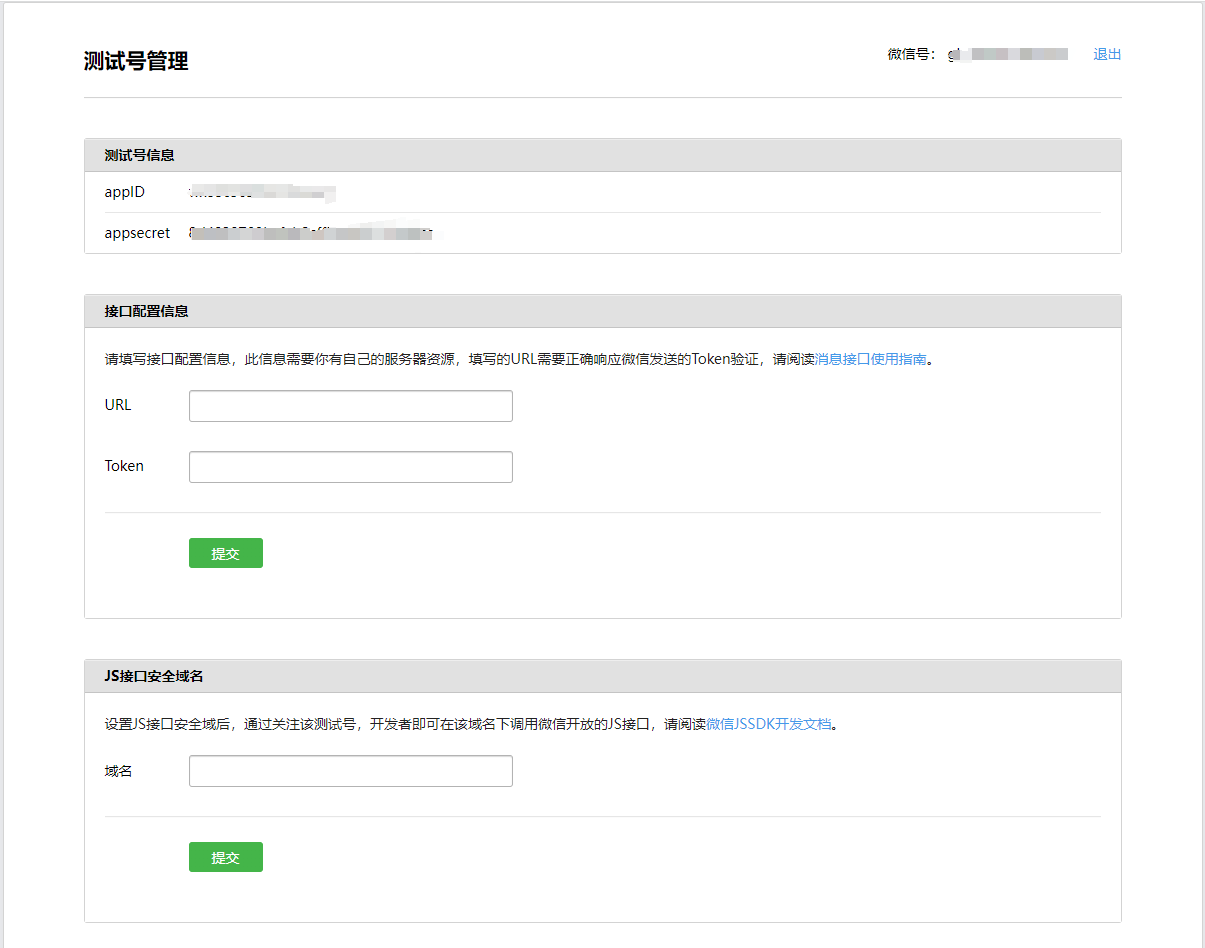 测试号管理
微信号： 退出
测试号信息
appID
appsecret
接口配置信息
请填写接口配置信息，此信息需要你有自己的服务器资源，填写的URL需要正确响应微信发送的Token验证，请阅读消息接口使用指南。
URL
Token
提交
JS接口安全域名
设置JS接口安全域后，通过关注该测试号，开发者即可在该域名下调用微信开放的JS接口，请阅读微信JSSDK开发文档。
域名
提交